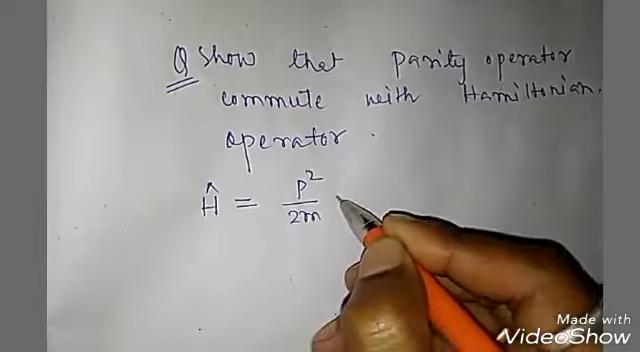 Q Show that parity operator
commute with Hamiltonian
operator.
Ĥ = P²/2m
Made with
VideoShow